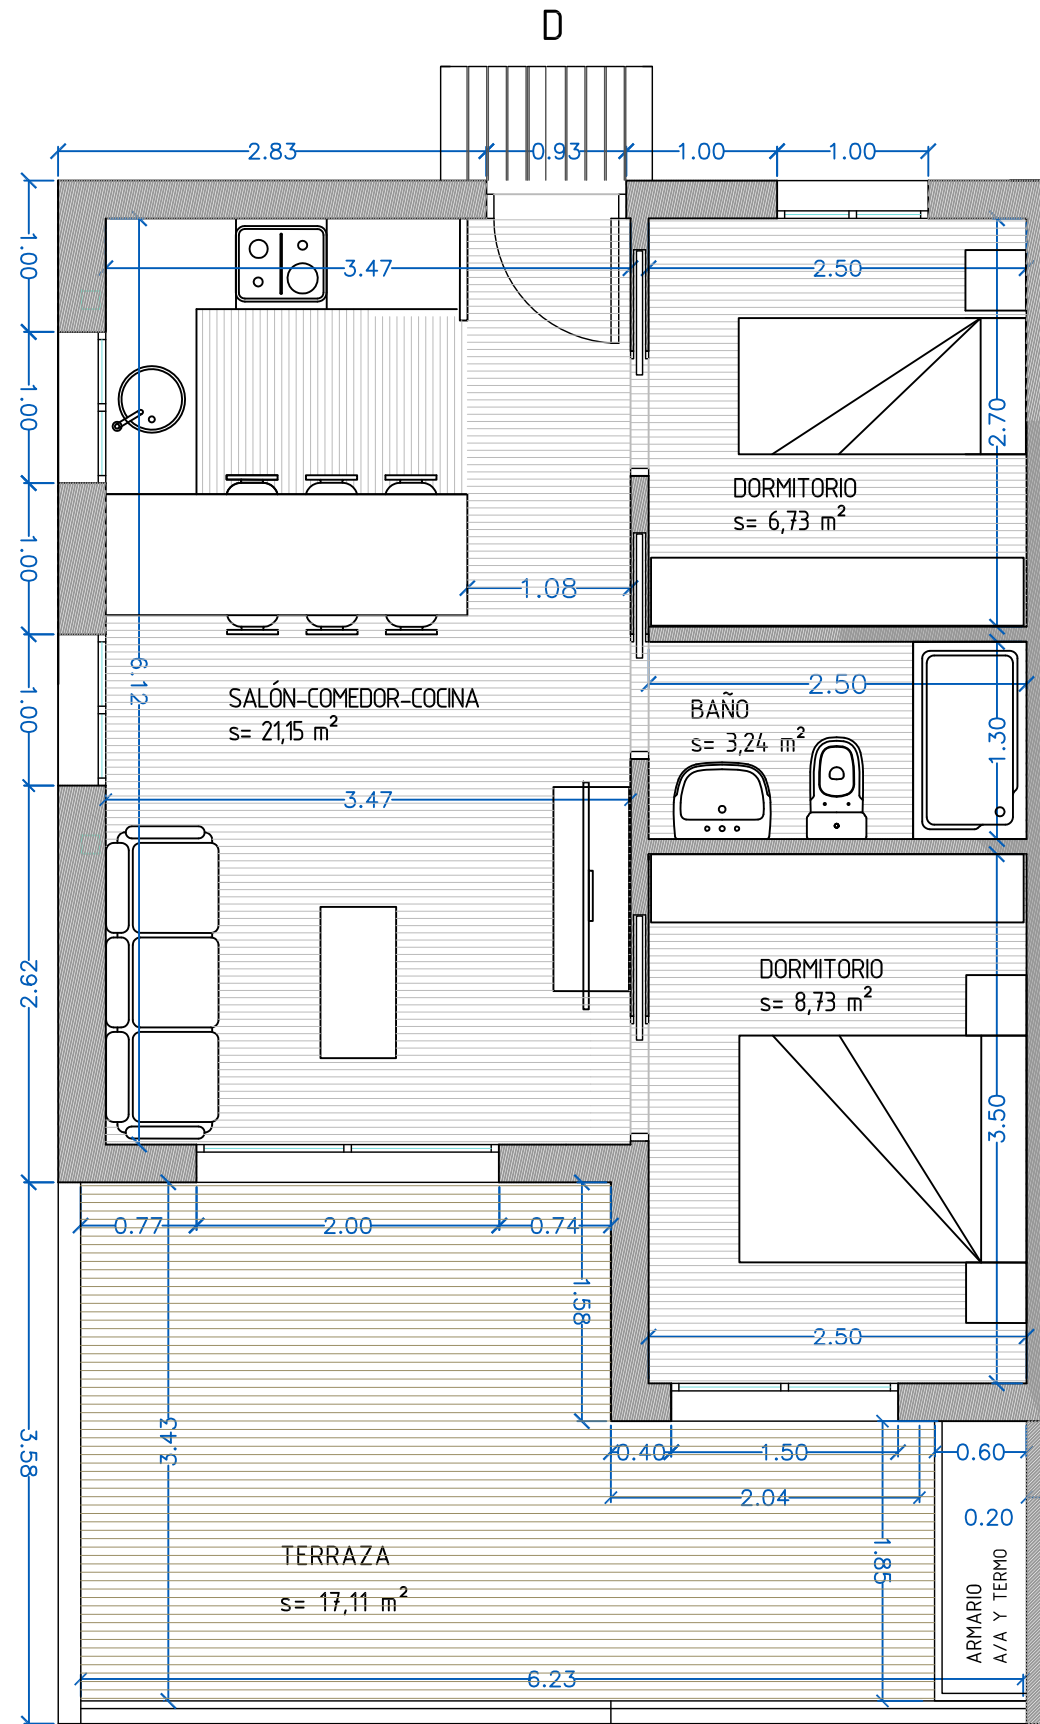 D
2.83
0.93
1.00
1.00
1.00
3.47
2.50
1.00
2.70
DORMITORIO
s= 6,73 m²
1.00
1.08
6.12
SALÓN-COMEDOR-COCINA
s= 21,15 m²
1.00
2.50
BAÑO
s= 3,24 m²
1.30
3.47
2.62
DORMITORIO
s= 8,73 m²
3.50
0.77
2.00
0.74
1.58
2.50
3.58
3.43
0.40
1.50
0.60
2.04
0.20
1.85
TERRAZA
s= 17,11 m²
ARMARIO
A/A Y TERMO
6.23